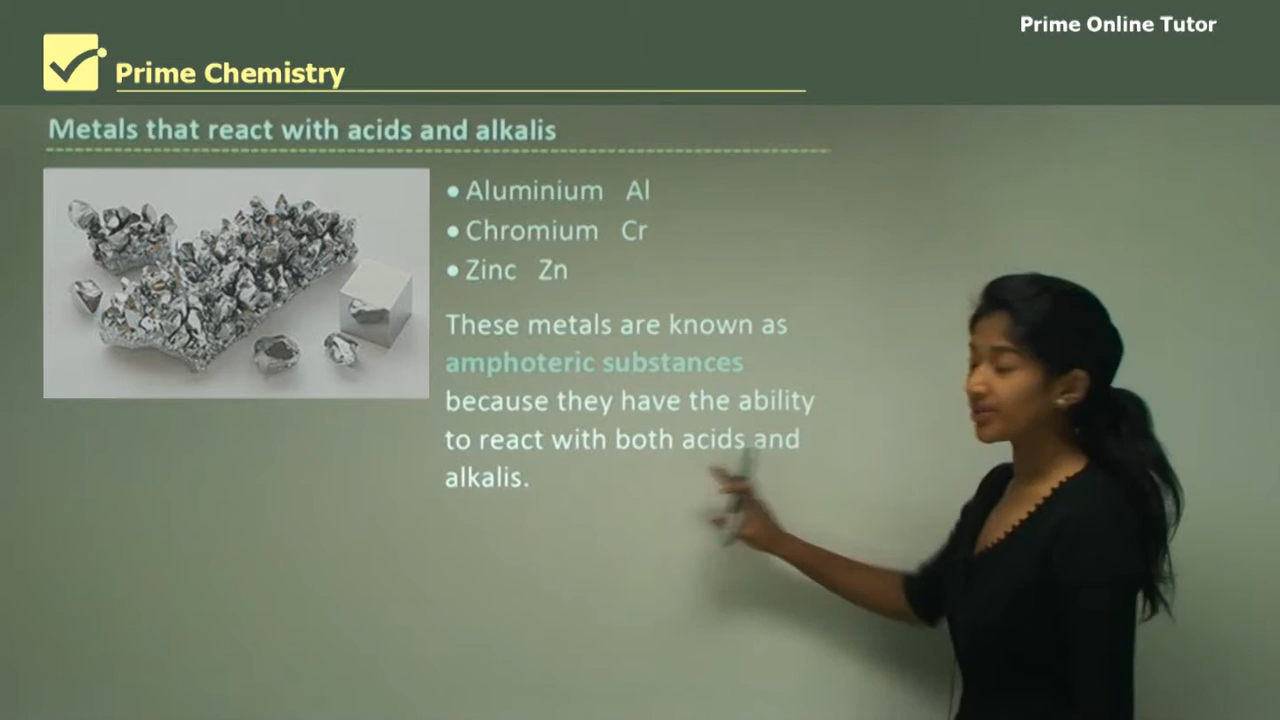 Prime Online Tutor
Prime Chemistry
Metals that react with acids and alkalis
• Aluminium Al
• Chromium Cr
• Zinc Zn
These metals are known as
amphoteric substances
because they have the ability
to react with both acids and
alkalis.